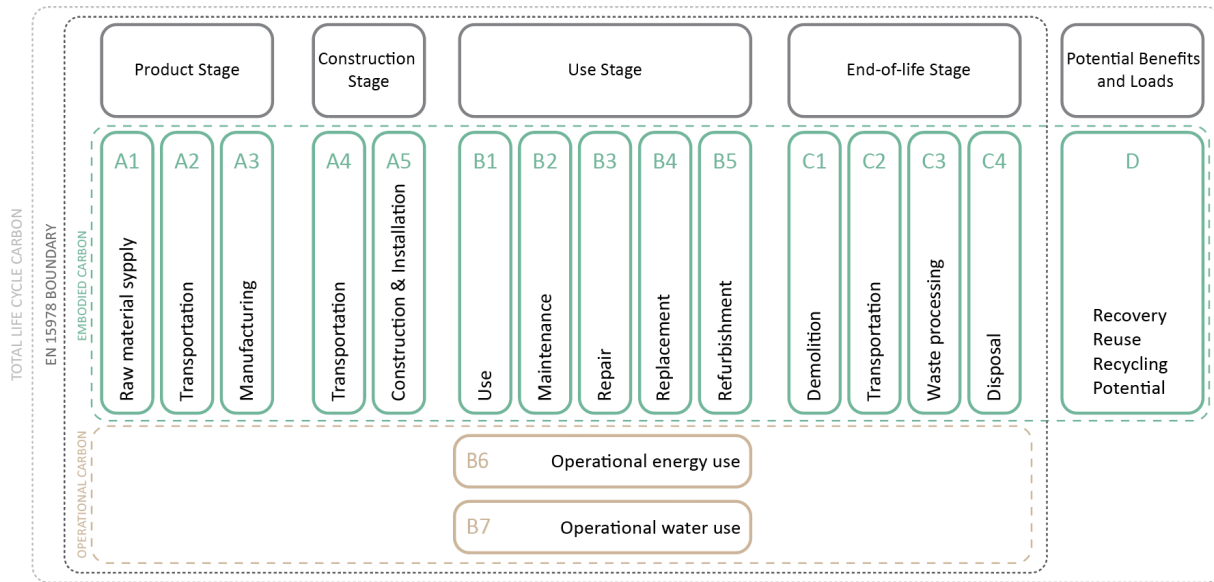 TOTAL LIFE CYCLE CARBON
EN 15978 BOUNDARY
Product Stage
Construction
Stage
Use Stage
End-of-life Stage
Potential Benefits
and Loads
EMBODIED CARBON
A1
Raw material sypply
A2
Transportation
A3
Manufacturing
A4
Transportation
A5
Construction & Installation
B1
Use
B2
Maintenance
B3
Repair
B4
Replacement
B5
Refurbishment
C1
Demolition
C2
Transportation
C3
Waste processing
C4
Disposal
D
Recovery
Reuse
Recycling
Potential
OPERATIONAL CARBON
B6 Operational energy use
B7 Operational water use